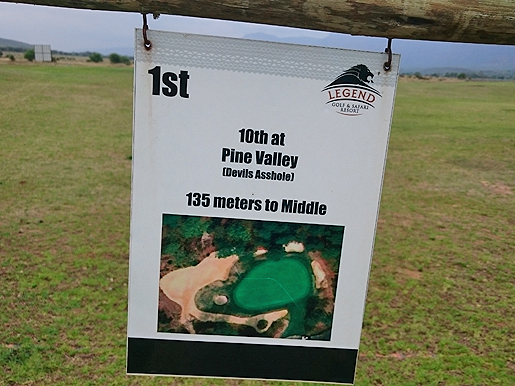 1st
LEGEND
GOLF & SAFARI
RESORT
10th at
Pine Valley
(Devils Asshole)
135 meters to Middle